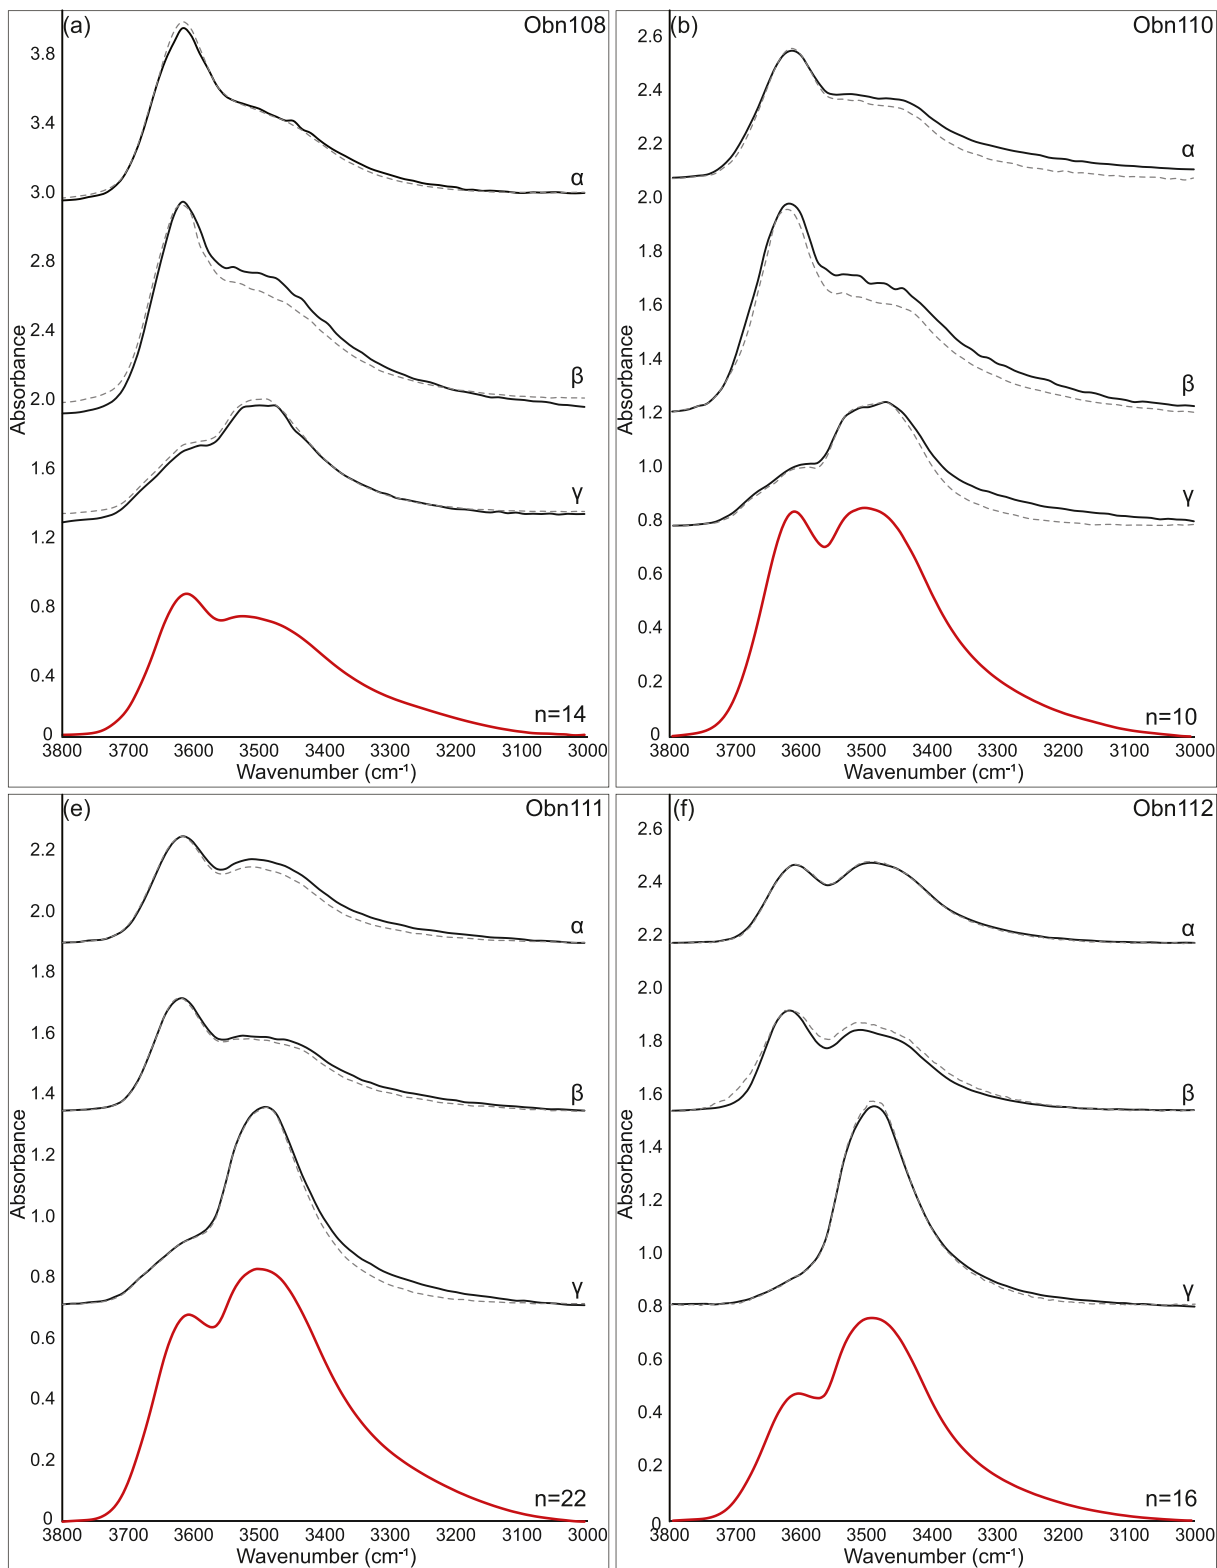 (a) Obn108
3.8
3.4
α
3.0
2.8
2.4
β
2.0
1.6
γ
1.2
0.8
0.4
n=14
0
3800 3700 3600 3500 3400 3300 3200 3100 3000
Wavenumber (cm⁻¹)
Absorbance
(b) Obn110
2.6
2.4
2.2
α
2.0
1.8
1.6
1.4
β
1.2
1.0
γ
0.8
0.6
0.4
0.2
n=10
0
3800 3700 3600 3500 3400 3300 3200 3100 3000
Wavenumber (cm⁻¹)
Absorbance
(e) Obn111
2.2
2.0
α
1.8
1.6
1.4
β
1.2
1.0
0.8
γ
0.6
0.4
0.2
n=22
0
3800 3700 3600 3500 3400 3300 3200 3100 3000
Wavenumber (cm⁻¹)
Absorbance
(f) Obn112
2.6
2.4
2.2
α
2.0
1.8
1.6
β
1.4
1.2
1.0
γ
0.8
0.6
0.4
0.2
n=16
0
3800 3700 3600 3500 3400 3300 3200 3100 3000
Wavenumber (cm⁻¹)
Absorbance